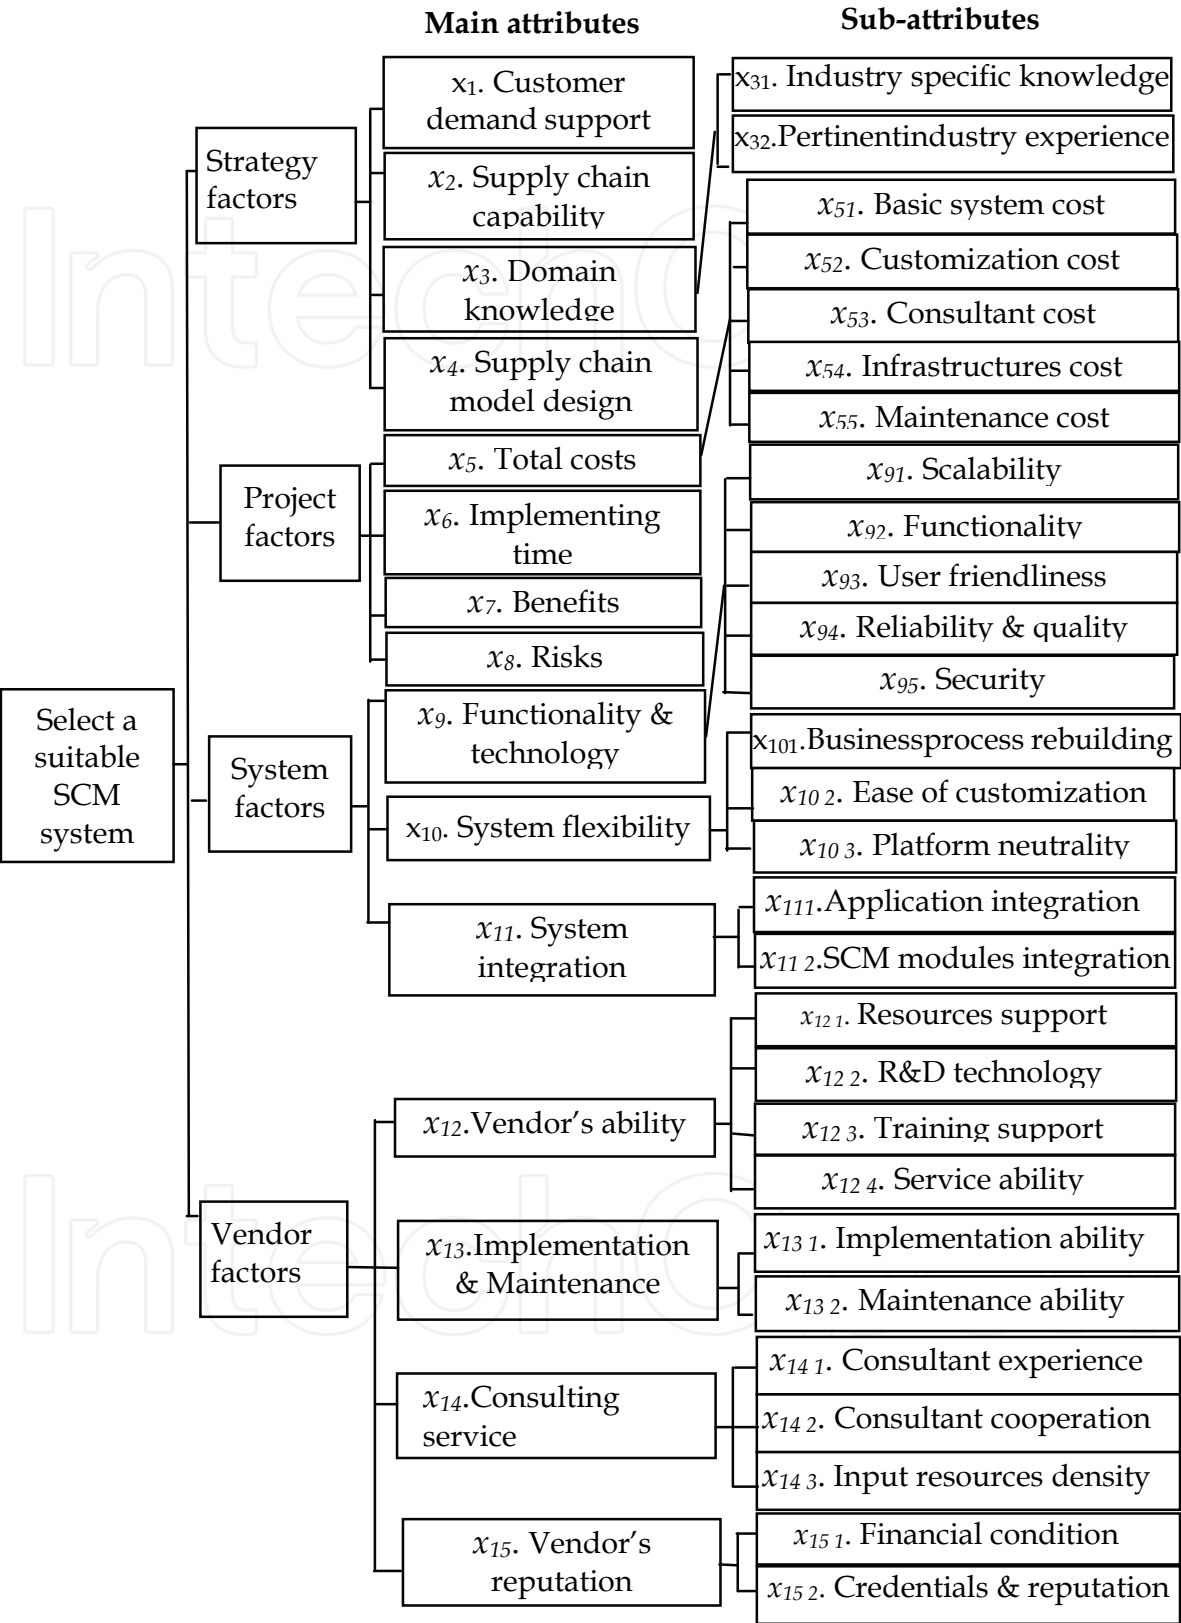 Main attributes
Sub-attributes
Select a
suitable
SCM
system
Strategy
factors
Project
factors
System
factors
Vendor
factors
x1. Customer
demand support
x2. Supply chain
capability
x3. Domain
knowledge
x4. Supply chain
model design
x5. Total costs
x6. Implementing
time
x7. Benefits
x8. Risks
x9. Functionality &
technology
x10. System flexibility
x11. System
integration
x12.Vendor's ability
x13.Implementation
& Maintenance
x14.Consulting
service
x15. Vendor's
reputation
x31. Industry specific knowledge
x32.Pertinentindustry experience
x51. Basic system cost
x52. Customization cost
x53. Consultant cost
x54. Infrastructures cost
x55. Maintenance cost
x91. Scalability
x92. Functionality
x93. User friendliness
x94. Reliability & quality
x95. Security
x101.Businessprocess rebuilding
x10 2. Ease of customization
x10 3. Platform neutrality
x111.Application integration
x11 2.SCM modules integration
x12 1. Resources support
x12 2. R&D technology
x12 3. Training support
x12 4. Service ability
x13 1. Implementation ability
x13 2. Maintenance ability
x14 1. Consultant experience
x14 2. Consultant cooperation
x14 3. Input resources density
x15 1. Financial condition
x15 2. Credentials & reputation
IntechO
IntechO